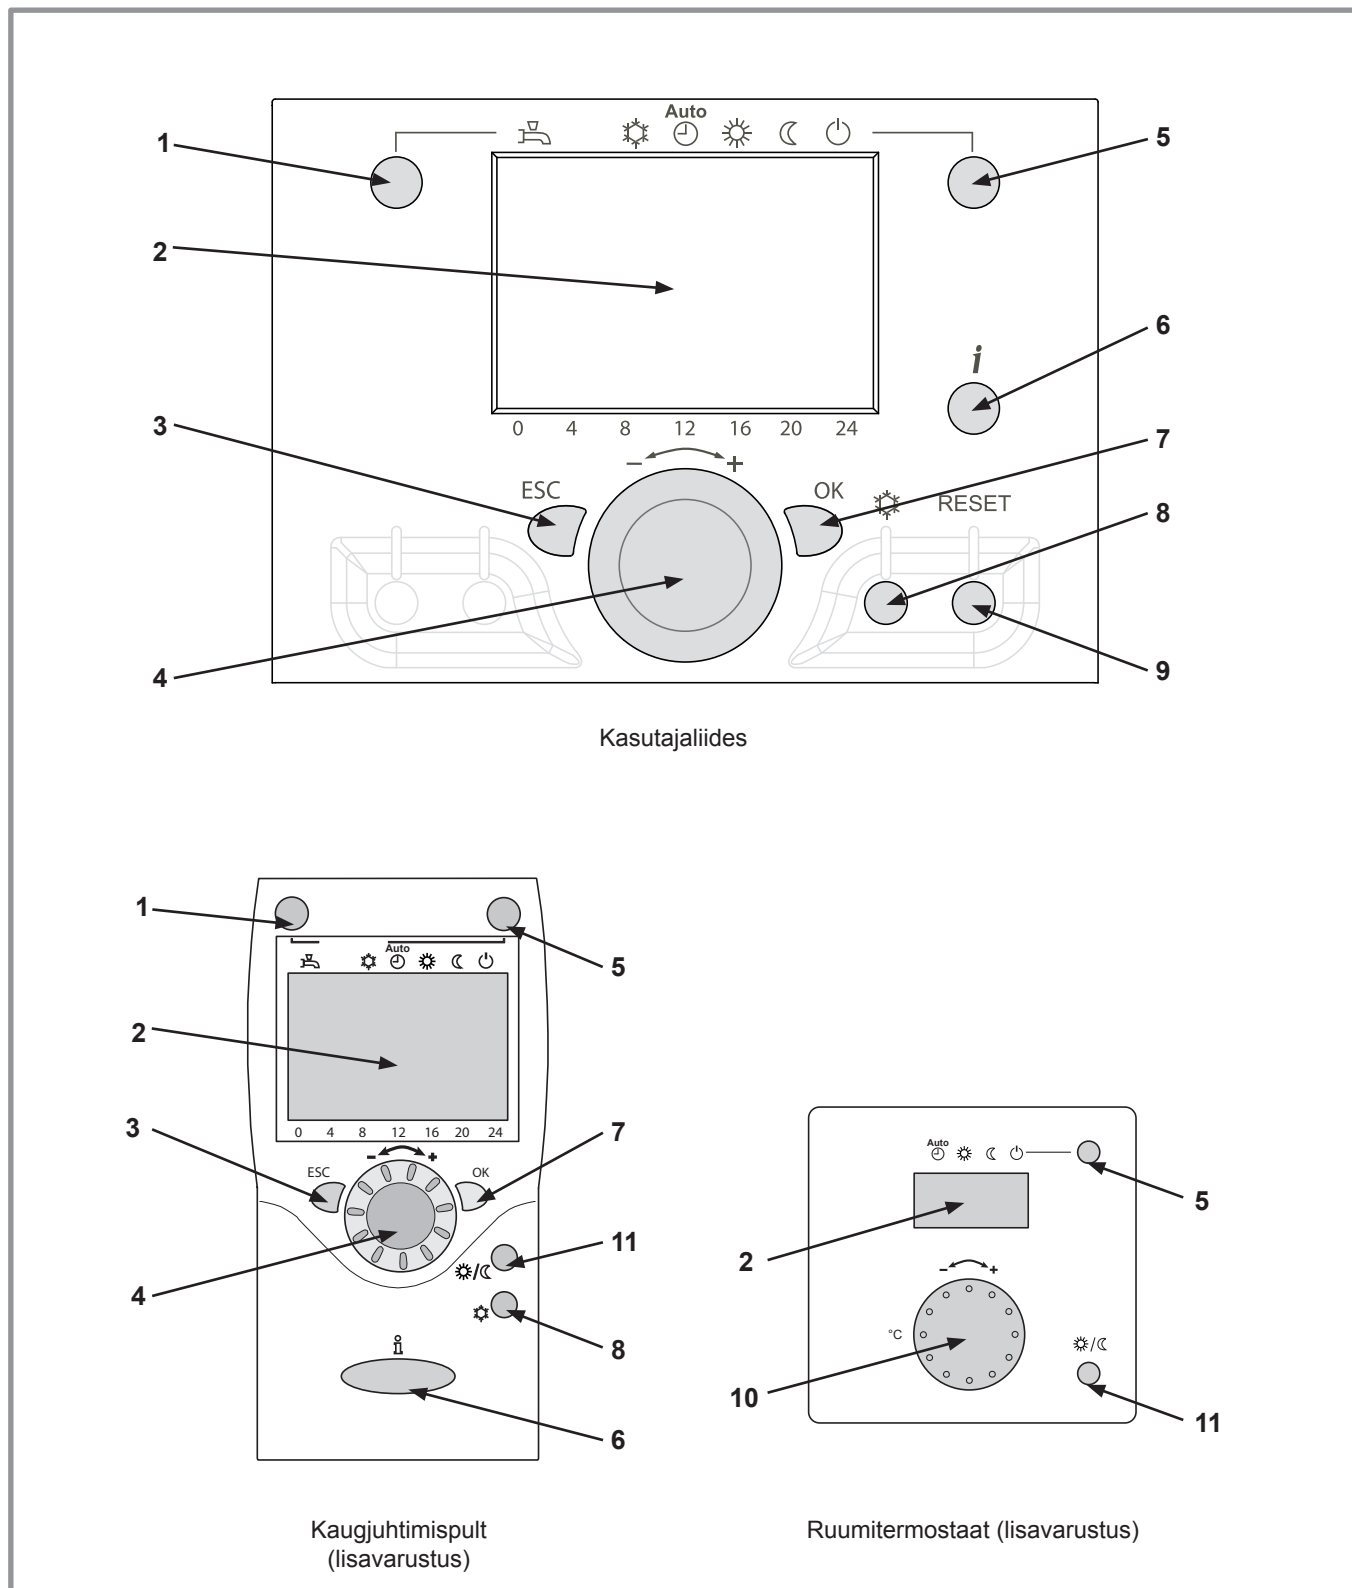 Auto
1
5
2
6
i
3
0 4 8 12 16 20 24
7
− +
ESC
OK
RESET
8
4
9
Kasutajaliides
1
5
Auto
2
0 4 8 12 16 20 24
3
7
− +
ESC
OK
11
/
4
8
i
6
Auto
5
2
− +
°C
/
10
11
Kaugjuhtimispult
(lisavarustus)
Ruumitermostaat (lisavarustus)